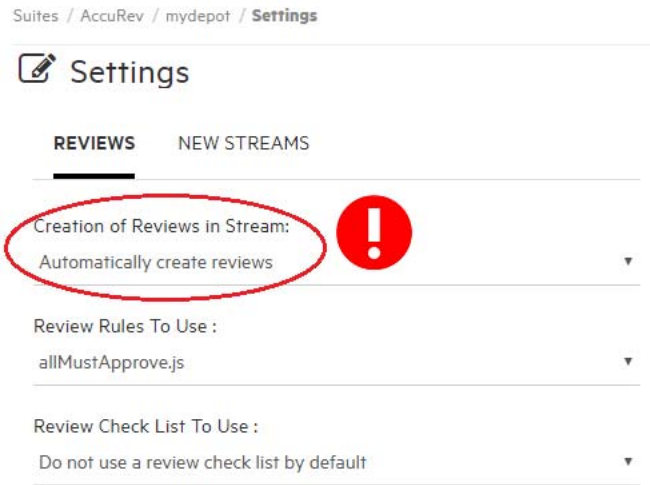 Suites / AccuRev / mydepot / Settings
Settings
REVIEWS NEW STREAMS
Creation of Reviews in Stream:
Automatically create reviews
Review Rules To Use :
allMustApprove.js
Review Check List To Use :
Do not use a review check list by default